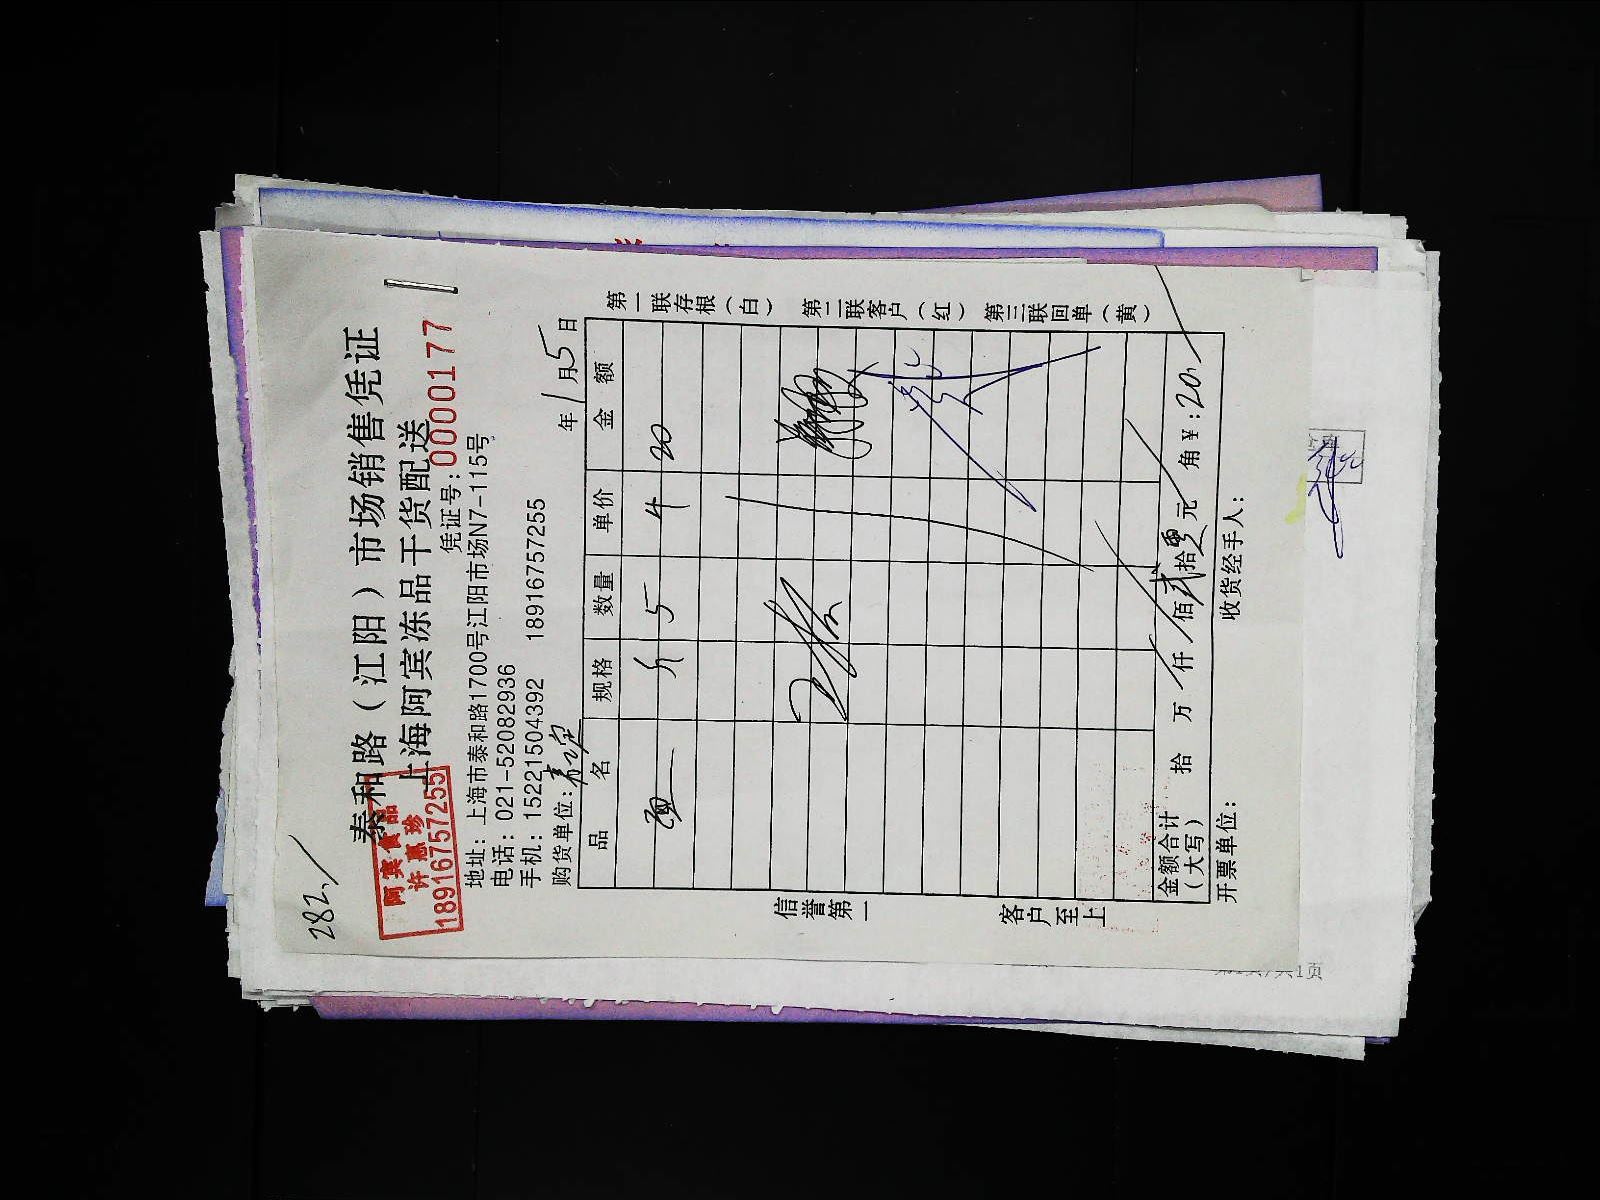 282
泰和路（江阳）市场销售凭证
上海阿宾冻品干货配送
阿宾食品
许惠珍
18916757255
凭证号：0000177
地址：上海市泰和路1700号江阳市场N7-115号
电话：021-52082936
手机：15221504392 18916757255
购货单位：
年1月5日
品 名 规格 数量 单价 金 额
斤 5 4 20
金额合计（大写） 拾 万 仟 佰贰拾零元 角 ¥：20
开票单位： 收货经手人：
信誉第一 客户至上
第一联存根（白） 第二联客户（红） 第三联回单（黄）